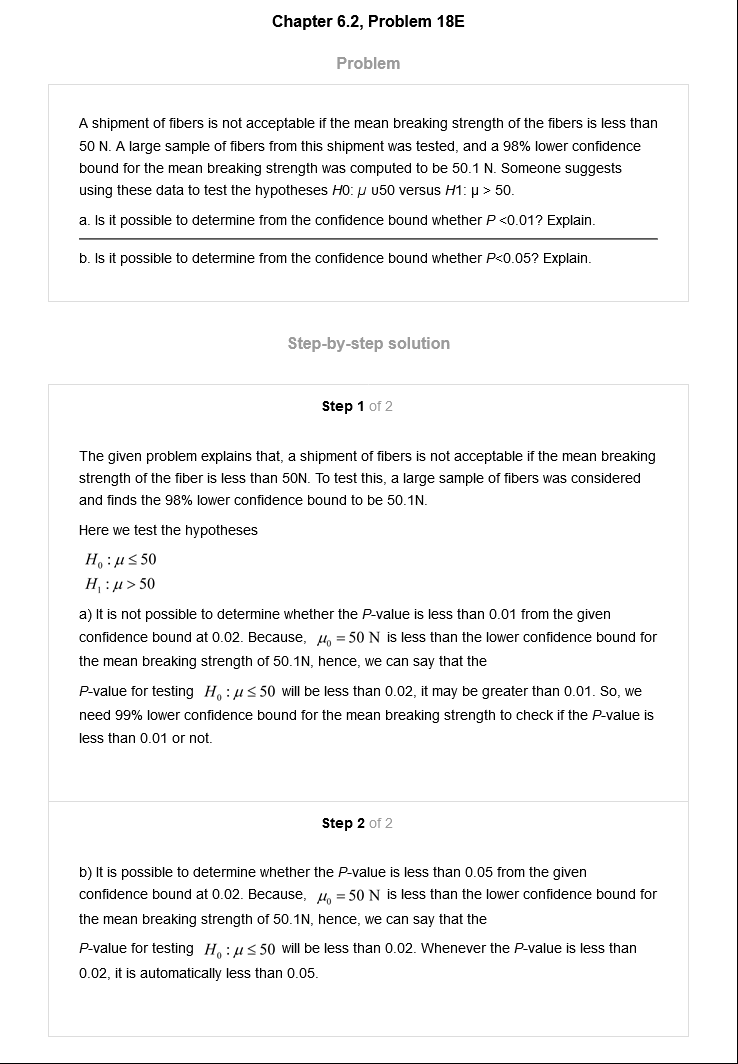 Chapter 6.2, Problem 18E
Problem
A shipment of fibers is not acceptable if the mean breaking strength of the fibers is less than
50 N. A large sample of fibers from this shipment was tested, and a 98% lower confidence
bound for the mean breaking strength was computed to be 50.1 N. Someone suggests
using these data to test the hypotheses H0: μ υ50 versus H1: μ > 50.
a. Is it possible to determine from the confidence bound whether P <0.01? Explain.
b. Is it possible to determine from the confidence bound whether P<0.05? Explain.
Step-by-step solution
Step 1 of 2
The given problem explains that, a shipment of fibers is not acceptable if the mean breaking
strength of the fiber is less than 50N. To test this, a large sample of fibers was considered
and finds the 98% lower confidence bound to be 50.1N.
Here we test the hypotheses
H₀ : μ ≤ 50
H₁ : μ > 50
a) It is not possible to determine whether the P-value is less than 0.01 from the given
confidence bound at 0.02. Because, μ₀ = 50 N is less than the lower confidence bound for
the mean breaking strength of 50.1N, hence, we can say that the
P-value for testing H₀ : μ ≤ 50 will be less than 0.02, it may be greater than 0.01. So, we
need 99% lower confidence bound for the mean breaking strength to check if the P-value is
less than 0.01 or not.
Step 2 of 2
b) It is possible to determine whether the P-value is less than 0.05 from the given
confidence bound at 0.02. Because, μ₀ = 50 N is less than the lower confidence bound for
the mean breaking strength of 50.1N, hence, we can say that the
P-value for testing H₀ : μ ≤ 50 will be less than 0.02. Whenever the P-value is less than
0.02, it is automatically less than 0.05.